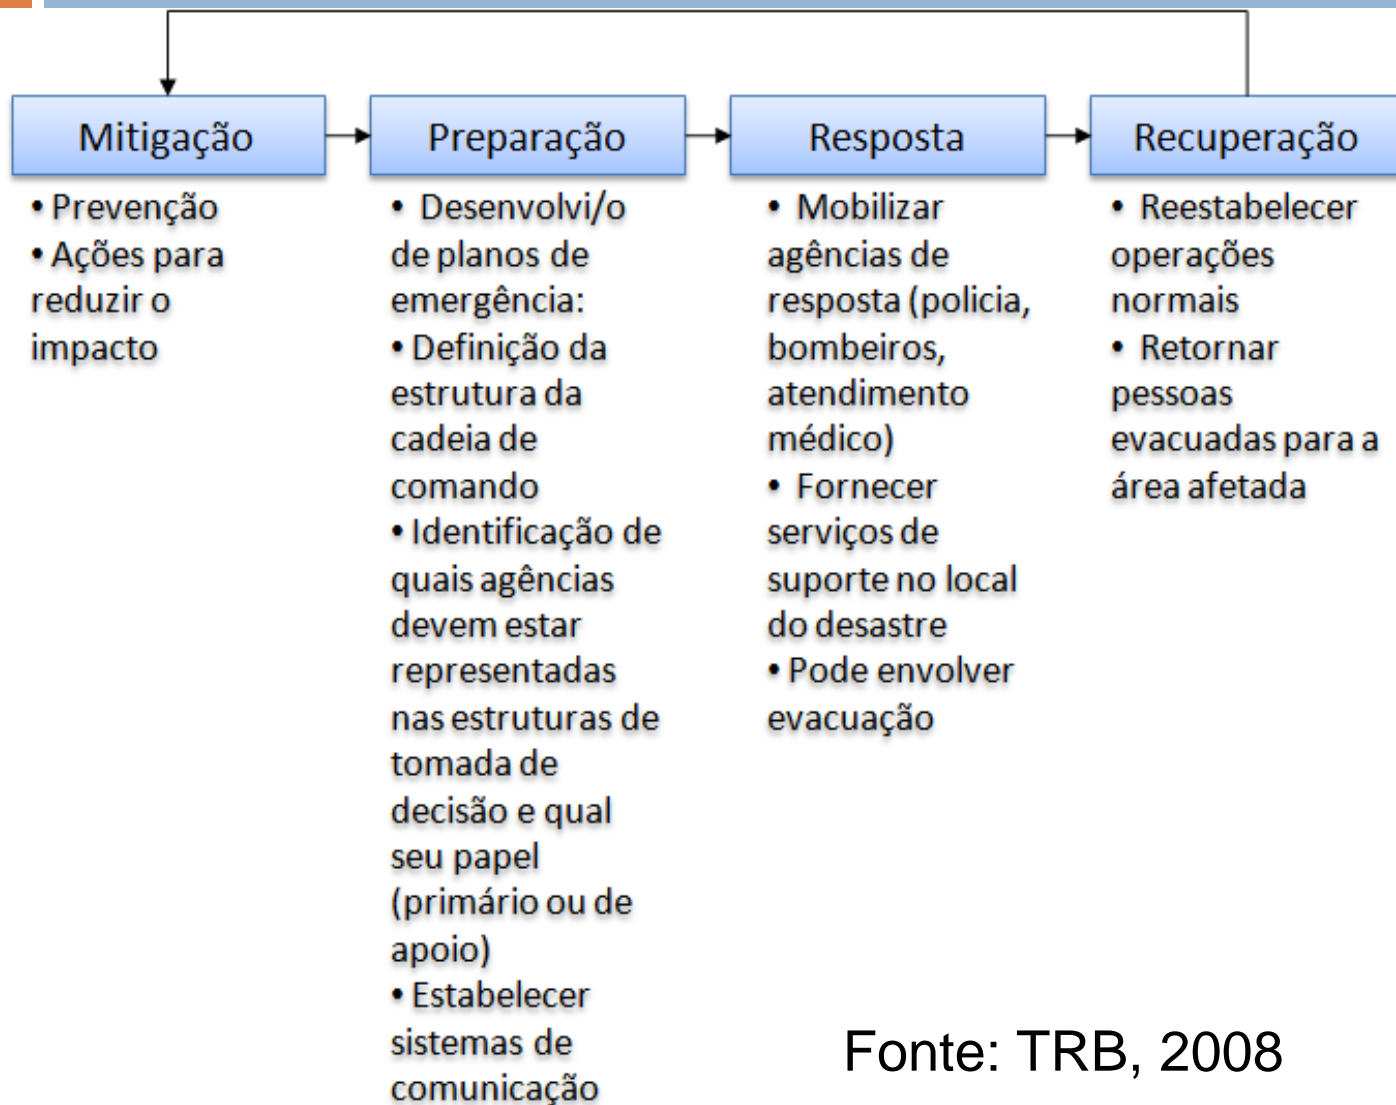 Mitigação
• Prevenção
• Ações para
reduzir o
impacto
Preparação
• Desenvolvi/o
de planos de
emergência:
• Definição da
estrutura da
cadeia de
comando
• Identificação de
quais agências
devem estar
representadas
nas estruturas de
tomada de
decisão e qual
seu papel
(primário ou de
apoio)
• Estabelecer
sistemas de
comunicação
Resposta
• Mobilizar
agências de
resposta (policia,
bombeiros,
atendimento
médico)
• Fornecer
serviços de
suporte no local
do desastre
• Pode envolver
evacuação
Recuperação
• Reestabelecer
operações
normais
• Retornar
pessoas
evacuadas para a
área afetada
Fonte: TRB, 2008